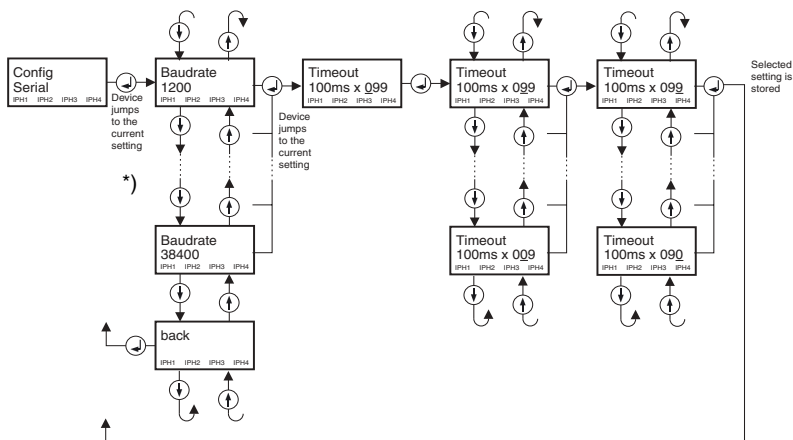 Config
Serial
IPH1 IPH2 IPH3 IPH4
Device
jumps
to the
current
setting
*)
Baudrate
1200
IPH1 IPH2 IPH3 IPH4
Device
jumps
to the
current
setting
Baudrate
38400
IPH1 IPH2 IPH3 IPH4
back
IPH1 IPH2 IPH3 IPH4
Timeout
100ms x 099
IPH1 IPH2 IPH3 IPH4
Timeout
100ms x 099
IPH1 IPH2 IPH3 IPH4
Timeout
100ms x 009
IPH1 IPH2 IPH3 IPH4
Timeout
100ms x 099
IPH1 IPH2 IPH3 IPH4
Timeout
100ms x 090
IPH1 IPH2 IPH3 IPH4
Selected
setting is
stored